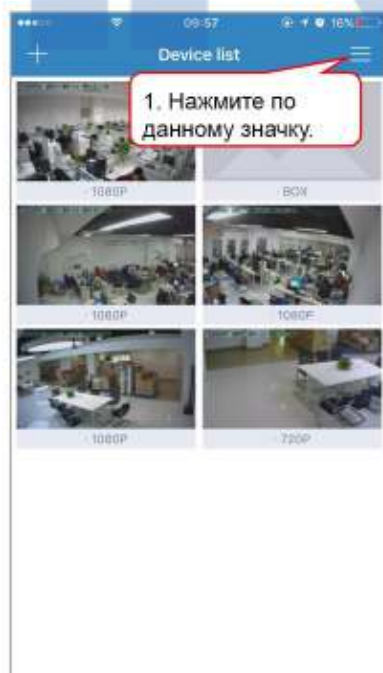 09:57
16%
Device list
1. Нажмите по
данному значку.
- 1080P
- BOX
- 1080P
1080P
- 1080P
- 720P